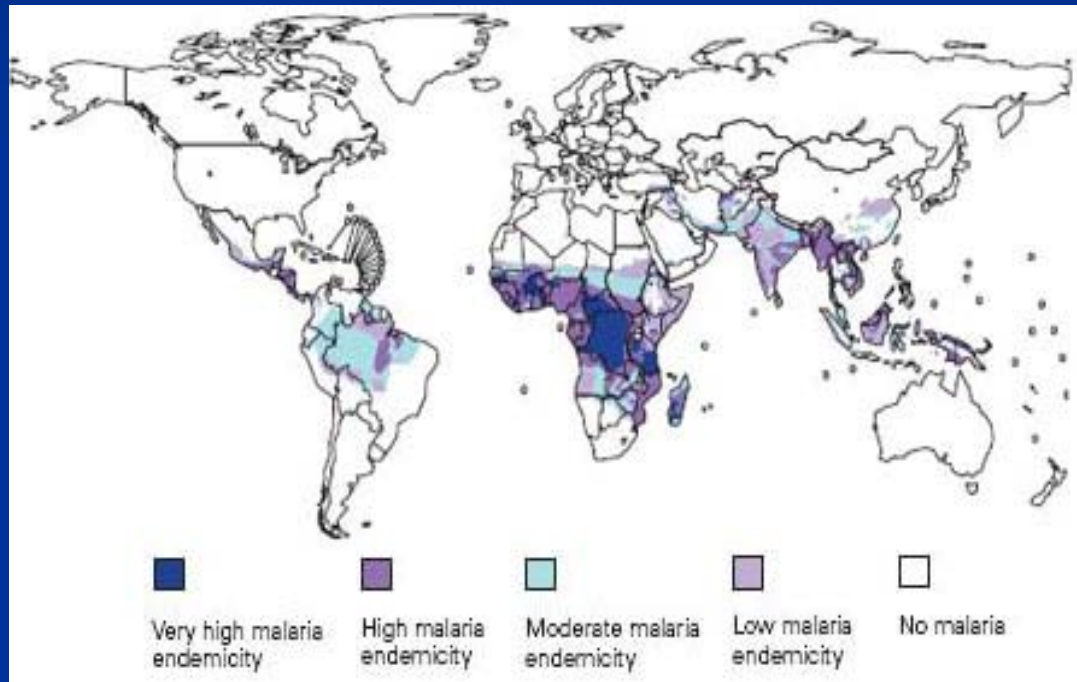 Very high malaria
endemicity
High malaria
endemicity
Moderate malaria
endemicity
Low malaria
endemicity
No malaria